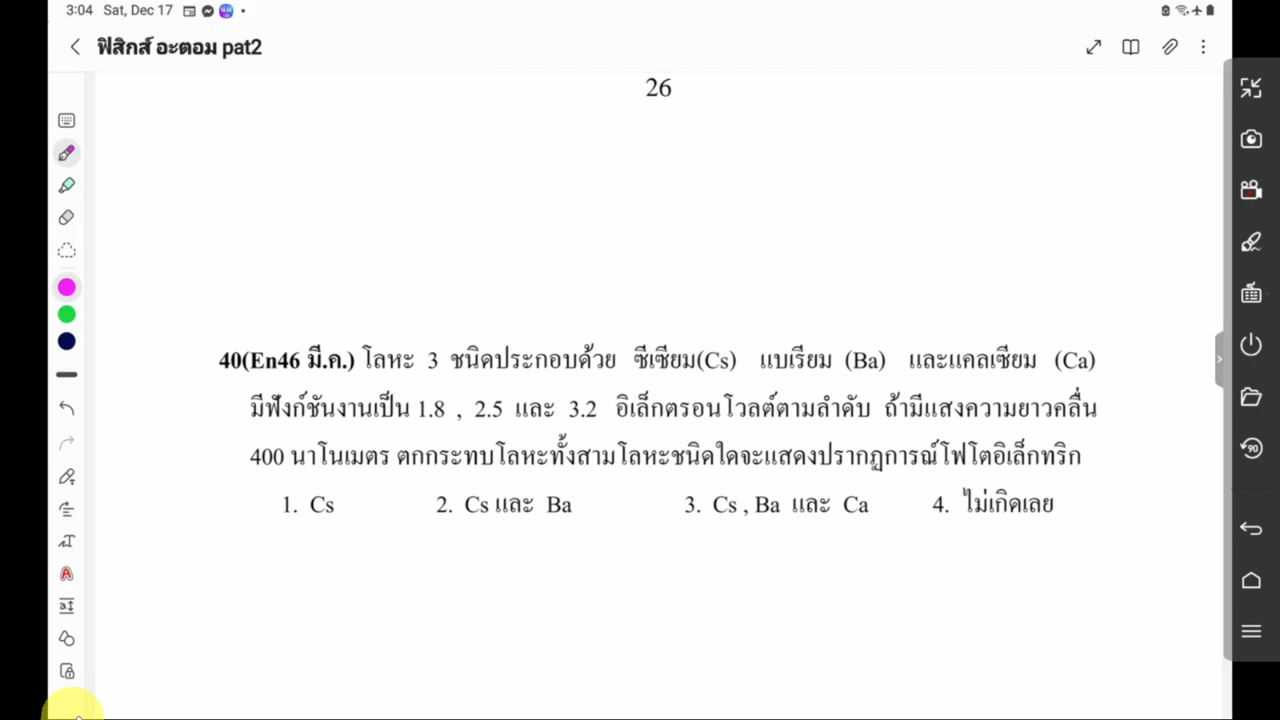 3:04 Sat, Dec 17
ฟิสิกส์ อะตอม pat2
26
40(En46 มี.ค.) โลหะ 3 ชนิดประกอบด้วย ซีเซียม(Cs) แบเรียม (Ba) และแคลเซียม (Ca)
มีฟังก์ชันงานเป็น 1.8 , 2.5 และ 3.2 อิเล็กตรอนโวลต์ตามลำดับ ถ้ามีแสงความยาวคลื่น
400 นาโนเมตร ตกกระทบโลหะทั้งสามโลหะชนิดใดจะแสดงปรากฏการณ์โฟโตอิเล็กทริก
1. Cs 2. Cs และ Ba 3. Cs , Ba และ Ca 4. ไม่เกิดเลย